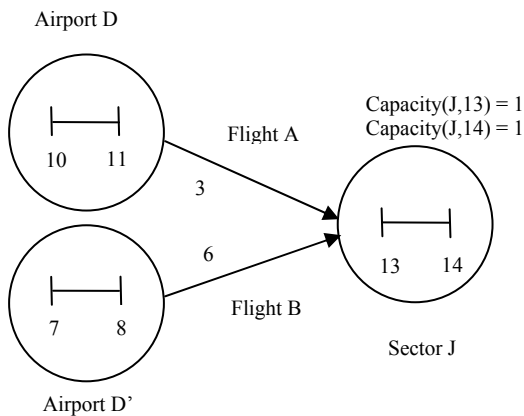 Airport D
10 11
Flight A
3
Capacity(J,13) = 1
Capacity(J,14) = 1
6
13 14
7 8
Flight B
Sector J
Airport D’